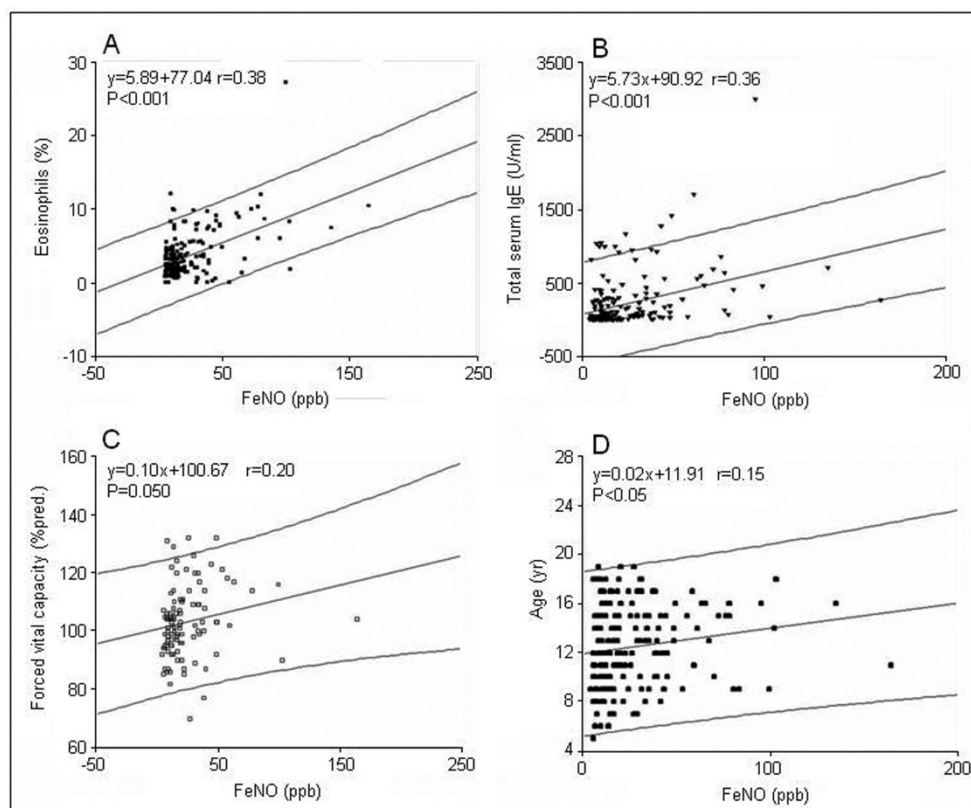 A
y=5.89+77.04 r=0.38
P<0.001
30
20
10
0
-10
-50
50
150
250
Eosinophils (%)
FeNO (ppb)
B
y=5.73x+90.92 r=0.36
P<0.001
3500
2500
1500
500
-500
0
100
200
Total serum IgE (U/ml)
FeNO (ppb)
C
y=0.10x+100.67 r=0.20
P=0.050
160
140
120
100
80
60
-50
50
150
250
Forced vital capacity (%pred.)
FeNO (ppb)
D
y=0.02x+11.91 r=0.15
P<0.05
28
24
20
16
12
8
4
0
100
200
Age (yr)
FeNO (ppb)